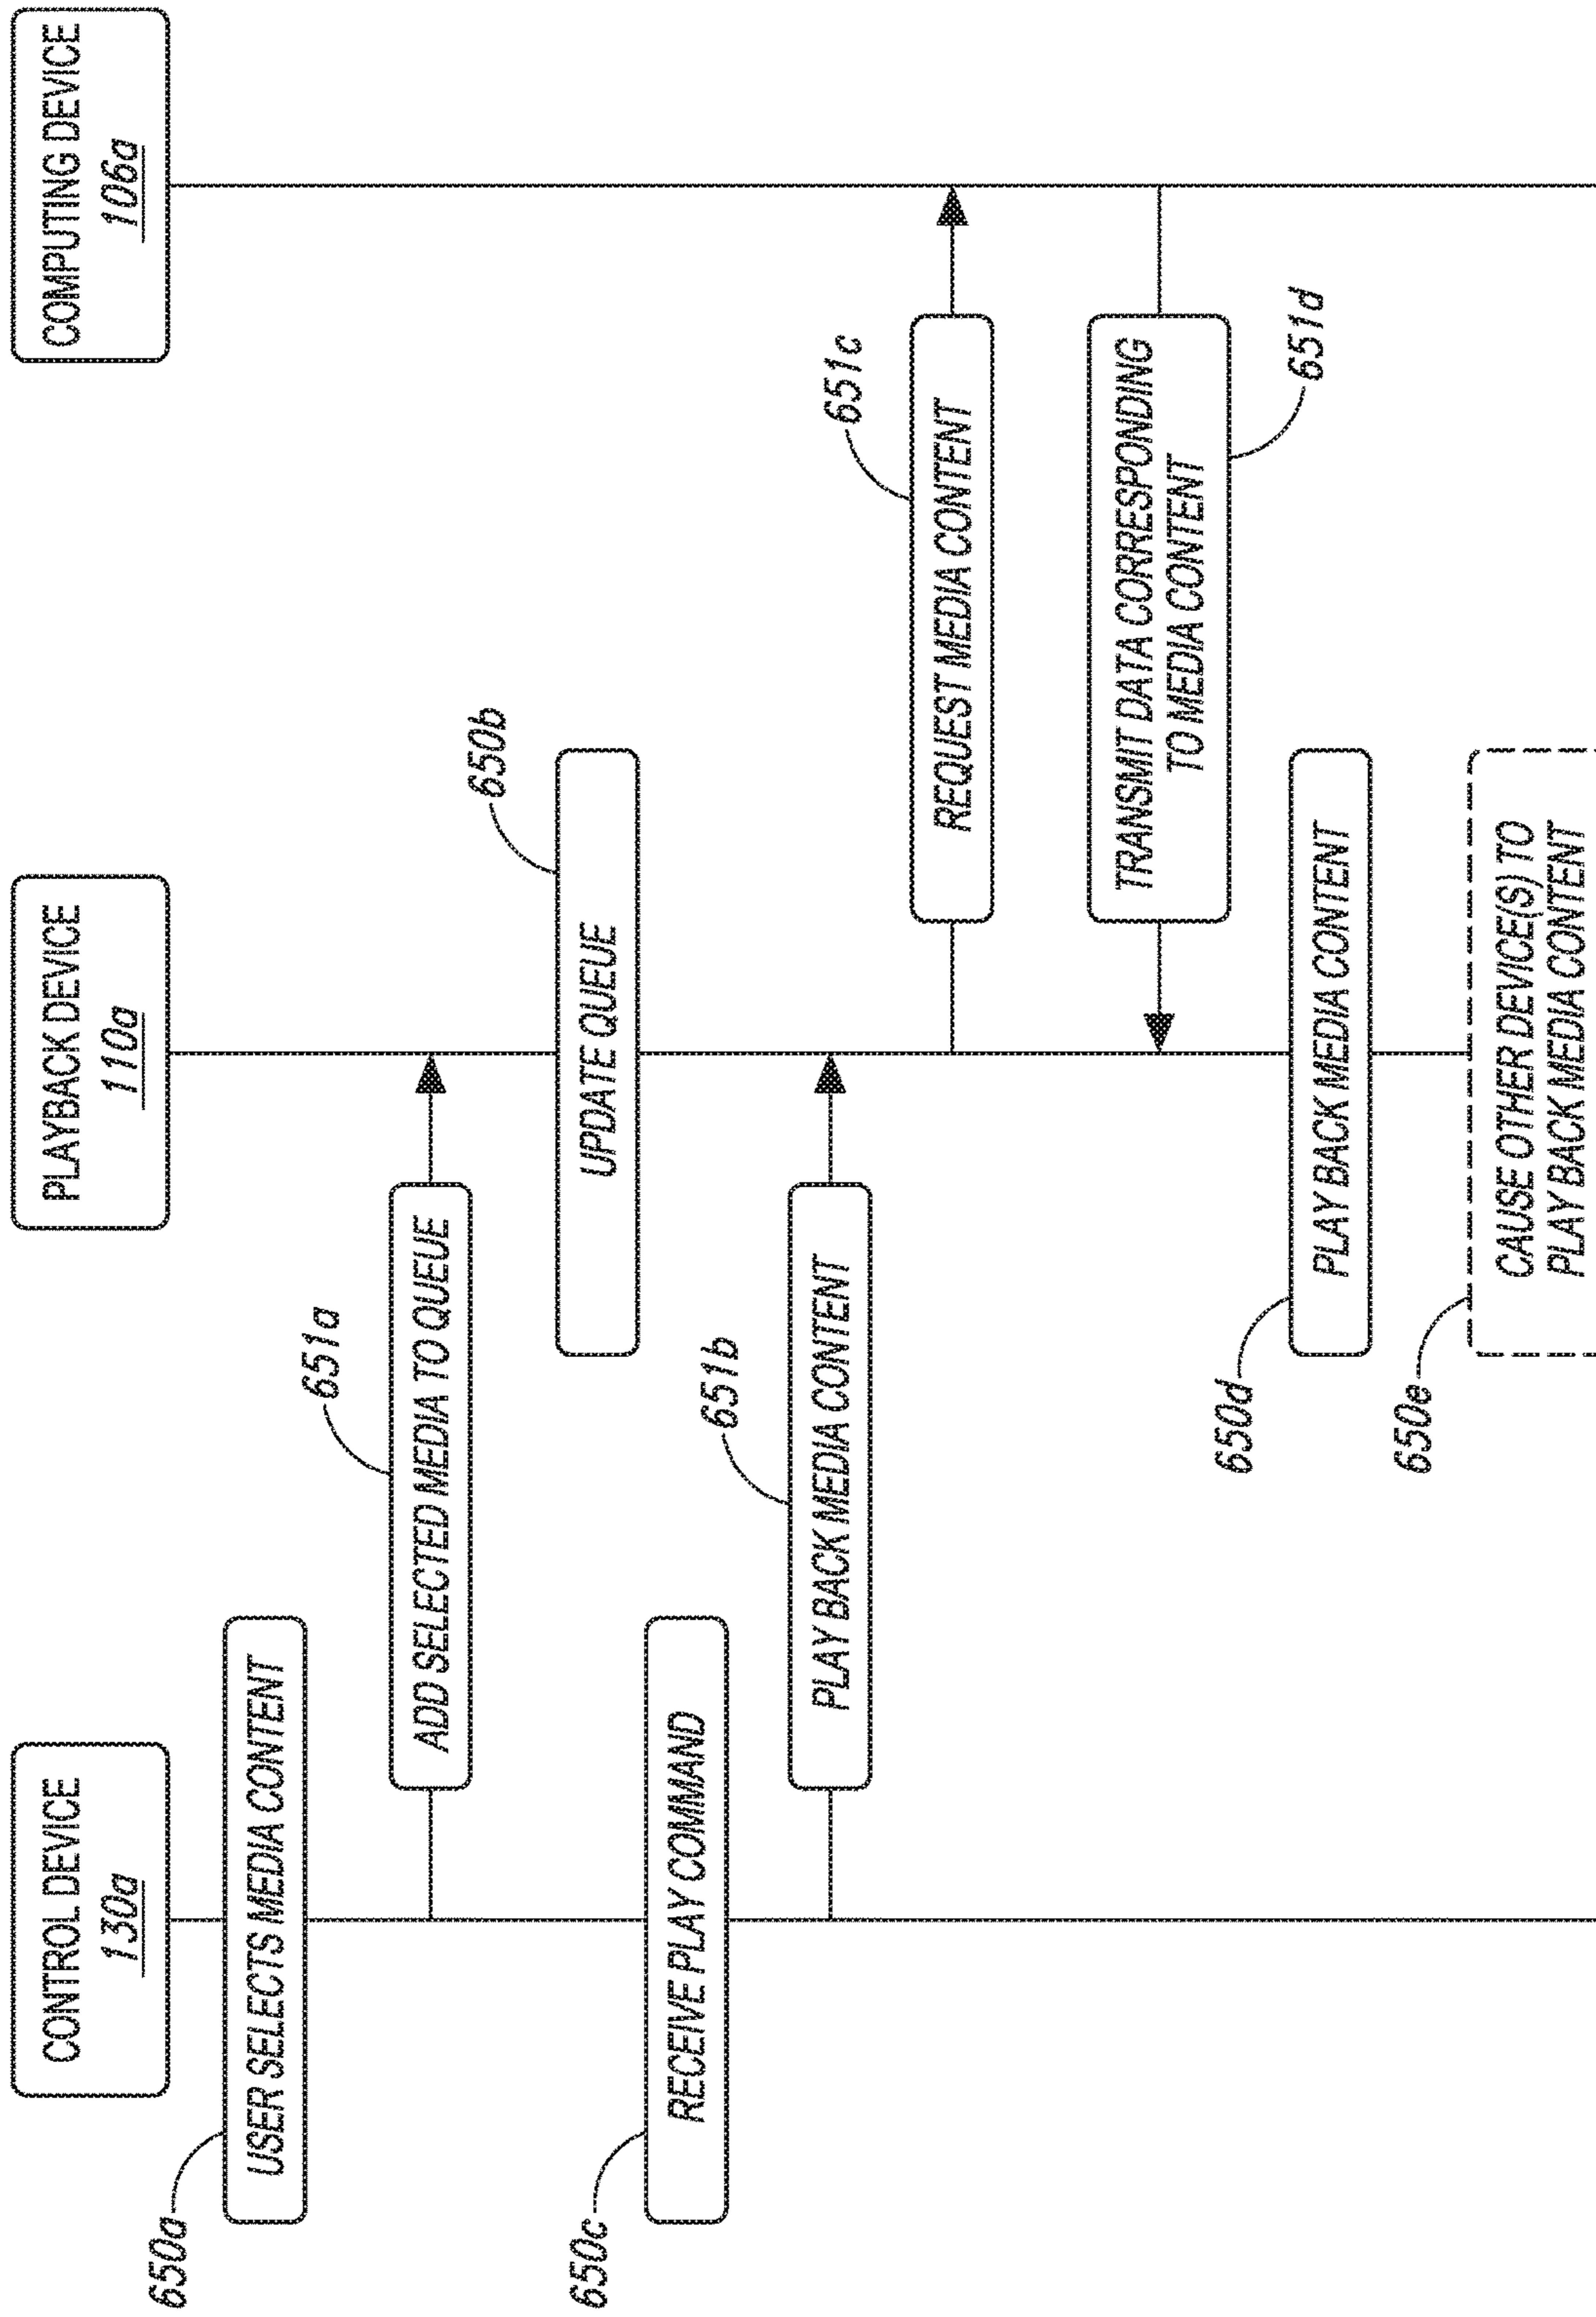 CONTROL DEVICE
130a
PLAYBACK DEVICE
110a
COMPUTING DEVICE
106a
650a
USER SELECTS MEDIA CONTENT
651a
ADD SELECTED MEDIA TO QUEUE
650b
UPDATE QUEUE
650c
RECEIVE PLAY COMMAND
651b
PLAY BACK MEDIA CONTENT
651c
REQUEST MEDIA CONTENT
TRANSMIT DATA CORRESPONDING
TO MEDIA CONTENT
651d
650d
PLAY BACK MEDIA CONTENT
650e
CAUSE OTHER DEVICE(S) TO
PLAY BACK MEDIA CONTENT